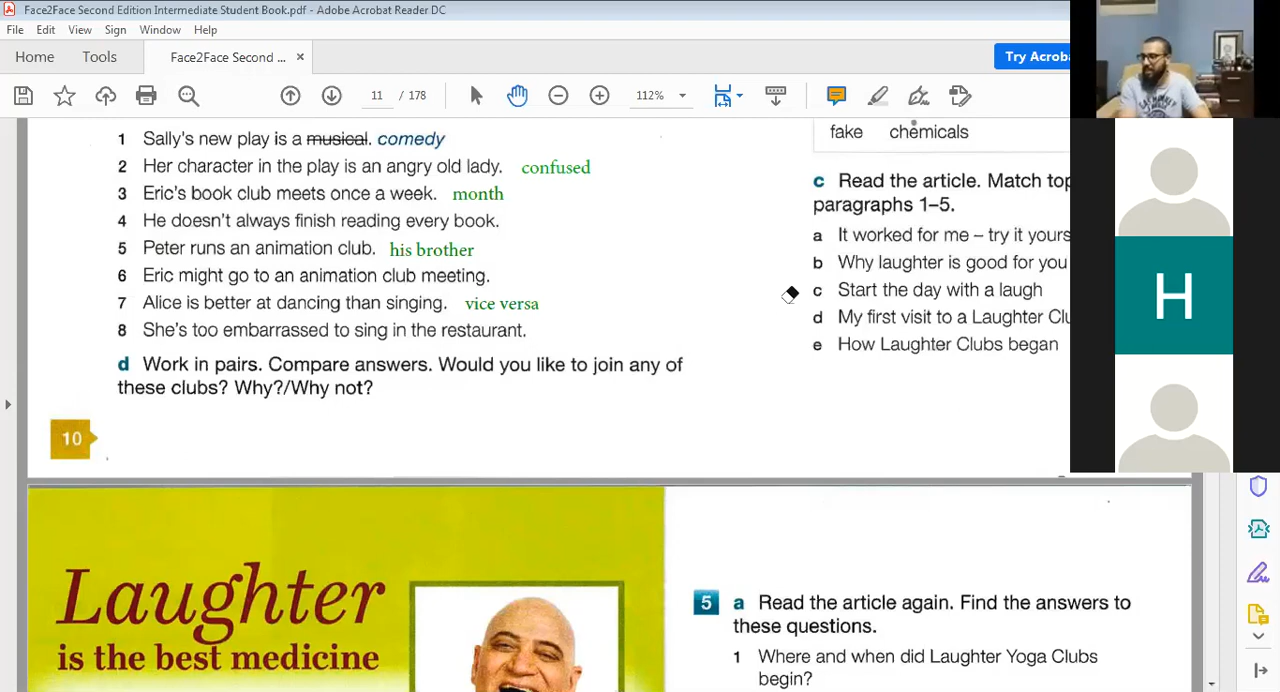 Face2Face Second Edition Intermediate Student Book.pdf - Adobe Acrobat Reader DC
File Edit View Sign Window Help
Home Tools Face2Face Second ... × Try Acroba
11 / 178 112%
1 Sally's new play is a musical. comedy
2 Her character in the play is an angry old lady. confused
3 Eric's book club meets once a week. month
4 He doesn't always finish reading every book.
5 Peter runs an animation club. his brother
6 Eric might go to an animation club meeting.
7 Alice is better at dancing than singing. vice versa
8 She's too embarrassed to sing in the restaurant.
d Work in pairs. Compare answers. Would you like to join any of
these clubs? Why?/Why not?
10
fake chemicals
c Read the article. Match top
paragraphs 1–5.
a It worked for me – try it yours
b Why laughter is good for you
c Start the day with a laugh
d My first visit to a Laughter Clu
e How Laughter Clubs began
H
Laughter
is the best medicine
5 a Read the article again. Find the answers to
these questions.
1 Where and when did Laughter Yoga Clubs
begin?